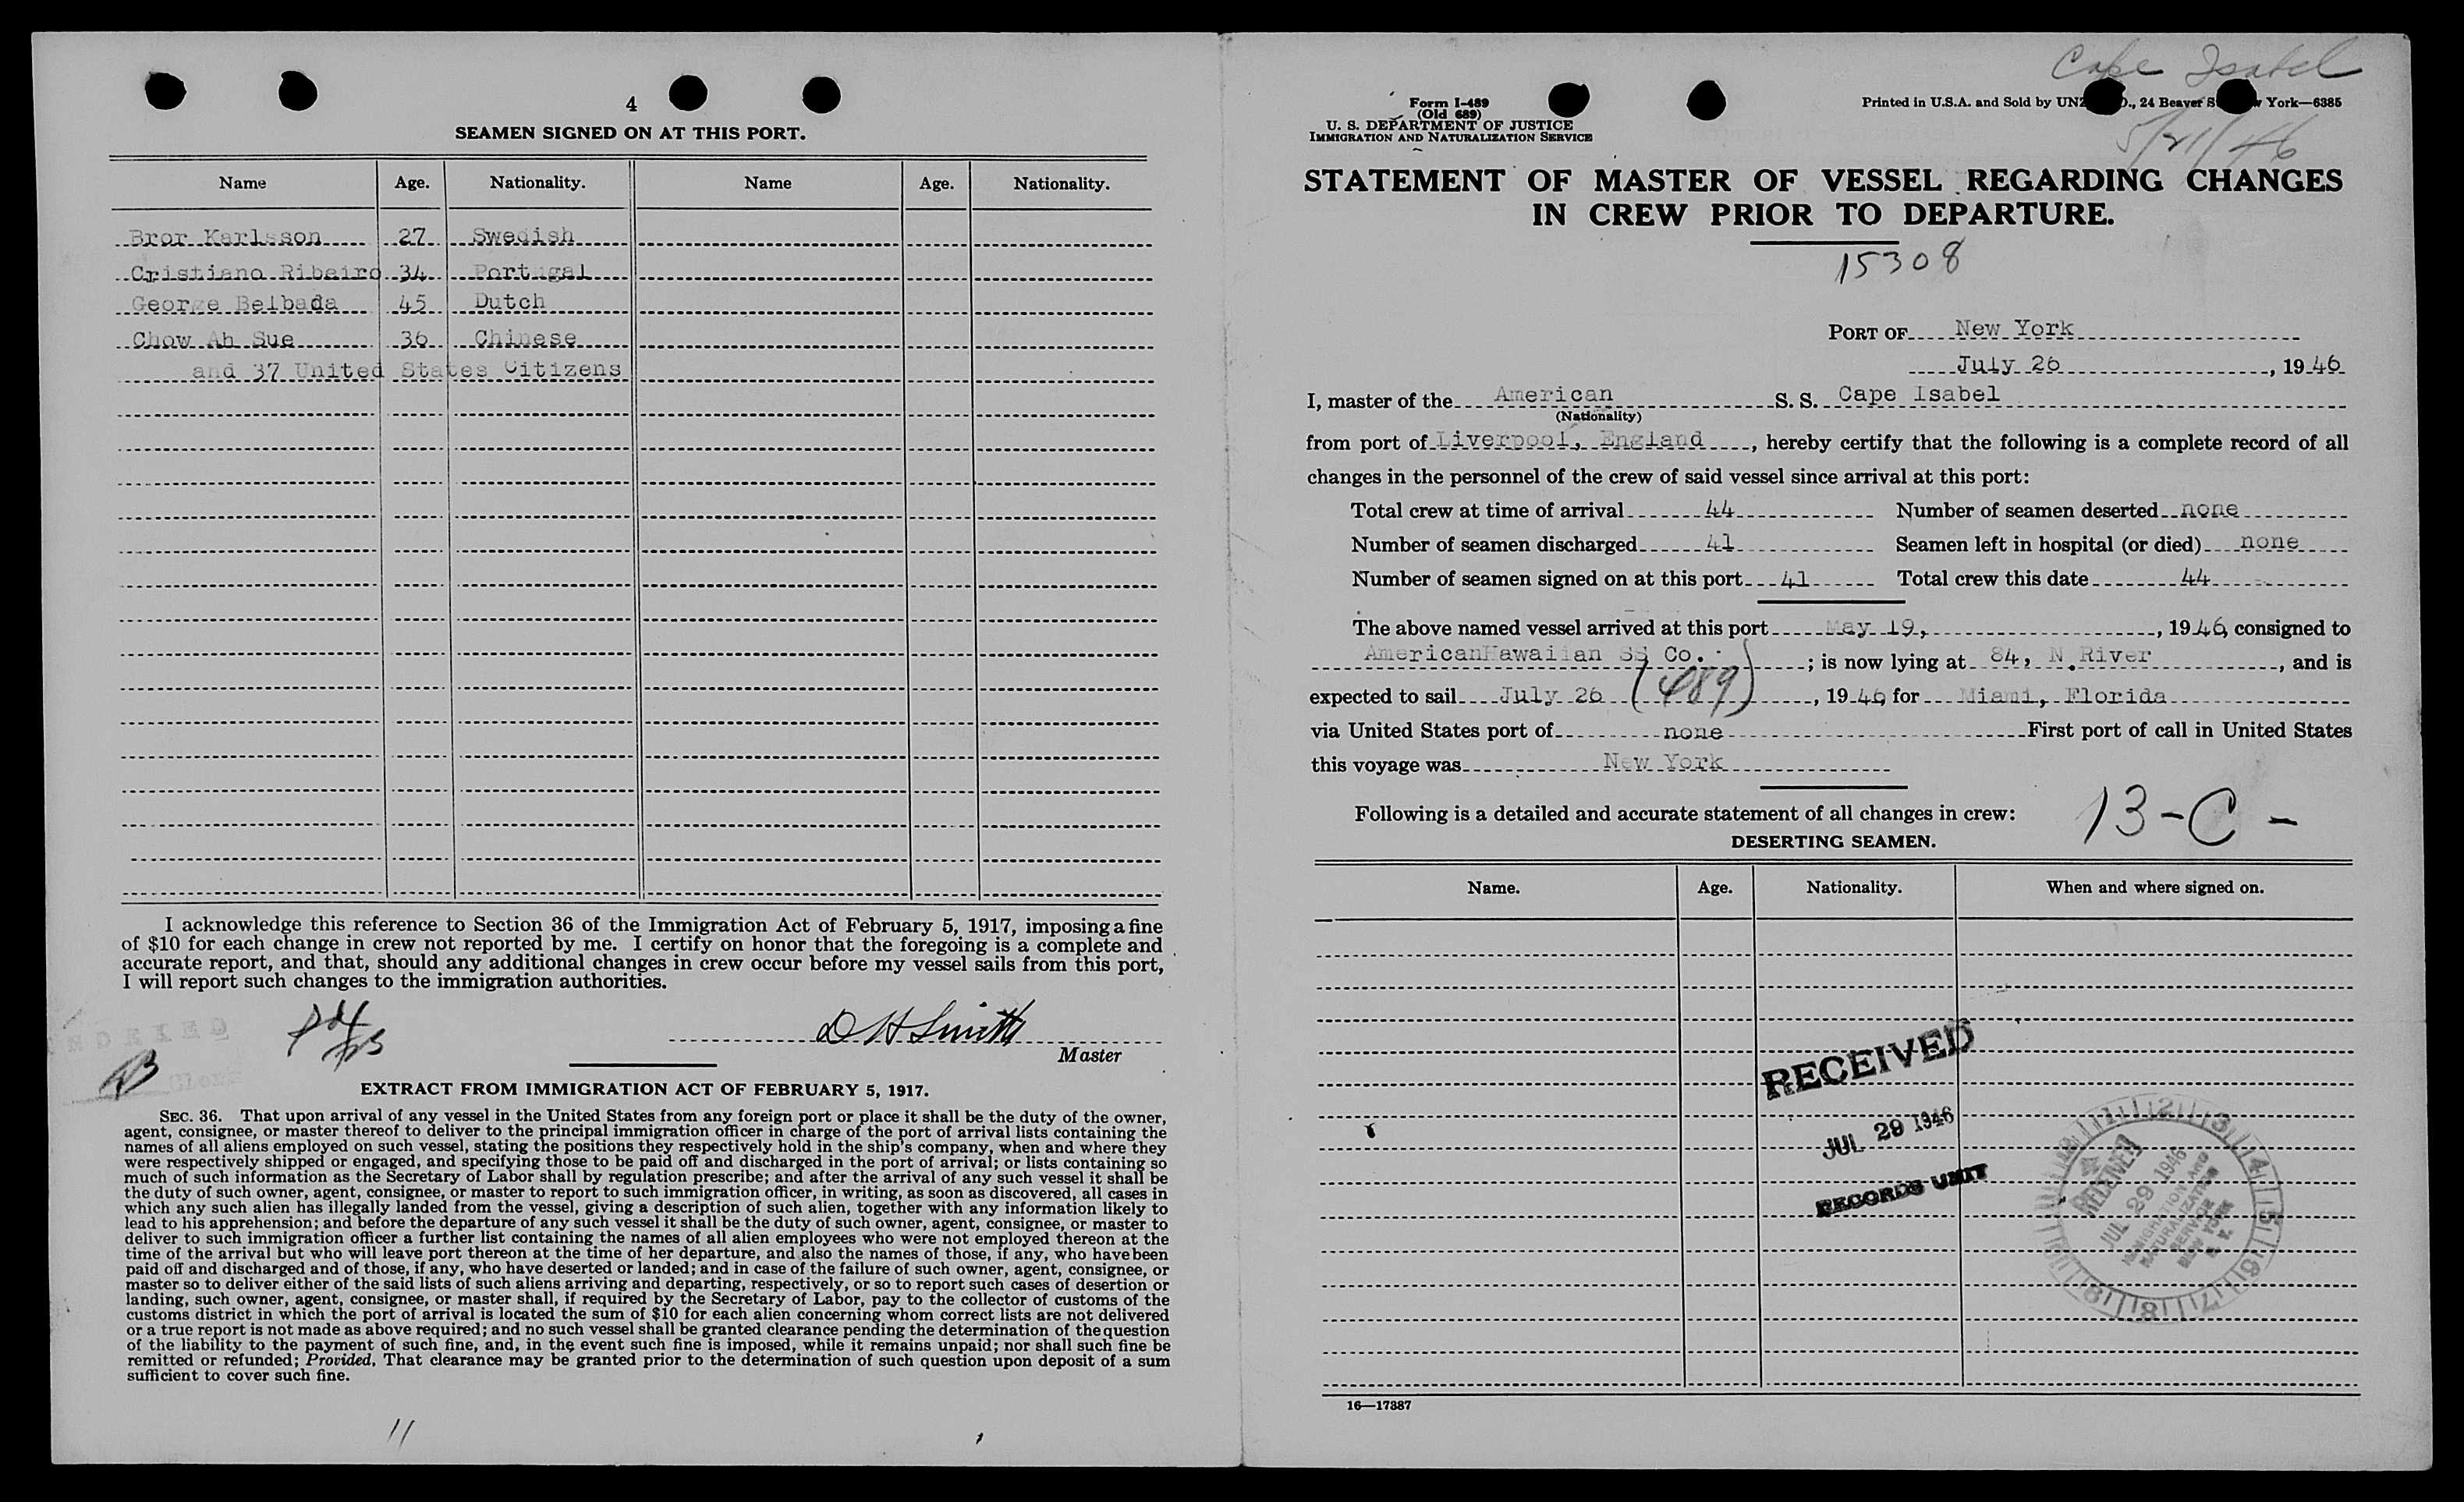 4
SEAMEN SIGNED ON AT THIS PORT.
Name Age. Nationality. Name Age. Nationality.
Bror Karlsson 27 Swedish
Cristiano Ribeiro 34 Portugal
George Belbada 45 Dutch
Chow Ah Sue 36 Chinese
and 37 United States Citizens
I acknowledge this reference to Section 36 of the Immigration Act of February 5, 1917, imposing a fine
of $10 for each change in crew not reported by me. I certify on honor that the foregoing is a complete and
accurate report, and that, should any additional changes in crew occur before my vessel sails from this port,
I will report such changes to the immigration authorities.
D H Smith
Master
EXTRACT FROM IMMIGRATION ACT OF FEBRUARY 5, 1917.
SEC. 36. That upon arrival of any vessel in the United States from any foreign port or place it shall be the duty of the owner,
agent, consignee, or master thereof to deliver to the principal immigration officer in charge of the port of arrival lists containing the
names of all aliens employed on such vessel, stating the positions they respectively hold in the ship's company, when and where they
were respectively shipped or engaged, and specifying those to be paid off and discharged in the port of arrival; or lists containing so
much of such information as the Secretary of Labor shall by regulation prescribe; and after the arrival of any such vessel it shall be
the duty of such owner, agent, consignee, or master to report to such immigration officer, in writing, as soon as discovered, all cases in
which any such alien has illegally landed from the vessel, giving a description of such alien, together with any information likely to
lead to his apprehension; and before the departure of any such vessel it shall be the duty of such owner, agent, consignee, or master to
deliver to such immigration officer a further list containing the names of all alien employees who were not employed thereon at the
time of the arrival but who will leave port thereon at the time of her departure, and also the names of those, if any, who have been
paid off and discharged and of those, if any, who have deserted or landed; and in case of the failure of such owner, agent, consignee, or
master so to deliver either of the said lists of such aliens arriving and departing, respectively, or so to report such cases of desertion or
landing, such owner, agent, consignee, or master shall, if required by the Secretary of Labor, pay to the collector of customs of the
customs district in which the port of arrival is located the sum of $10 for each alien concerning whom correct lists are not delivered
or a true report is not made as above required; and no such vessel shall be granted clearance pending the determination of the question
of the liability to the payment of such fine, and, in the event such fine is imposed, while it remains unpaid; nor shall such fine be
remitted or refunded; Provided, That clearance may be granted prior to the determination of such question upon deposit of a sum
sufficient to cover such fine.
11
Cape Isabel
5/21/46
Form I-489
(Old 689)
U. S. DEPARTMENT OF JUSTICE
IMMIGRATION AND NATURALIZATION SERVICE
Printed in U.S.A. and Sold by UNZ 24 Beaver York—6385
STATEMENT OF MASTER OF VESSEL REGARDING CHANGES
IN CREW PRIOR TO DEPARTURE.
15308
PORT OF New York
July 26, 1946
I, master of the American S. S. Cape Isabel
(Nationality)
from port of Liverpool, England, hereby certify that the following is a complete record of all
changes in the personnel of the crew of said vessel since arrival at this port:
Total crew at time of arrival 44 Number of seamen deserted none
Number of seamen discharged 41 Seamen left in hospital (or died) none
Number of seamen signed on at this port 41 Total crew this date 44
The above named vessel arrived at this port May 19, , 1946, consigned to
AmericanHawaiian SS Co. ; is now lying at 84, N.River, and is
expected to sail July 26 (489), 1946, for Miami, Florida
via United States port of none First port of call in United States
this voyage was New York
Following is a detailed and accurate statement of all changes in crew:
13-C-
DESERTING SEAMEN.
Name. Age. Nationality. When and where signed on.
RECEIVED
JUL 29 1946
RECORDS UNIT
RECEIVED
JUL 29 1946
IMMIGRATION AND
NATURALIZATION
SERVICE
NEW YORK
N. Y.
16—17387